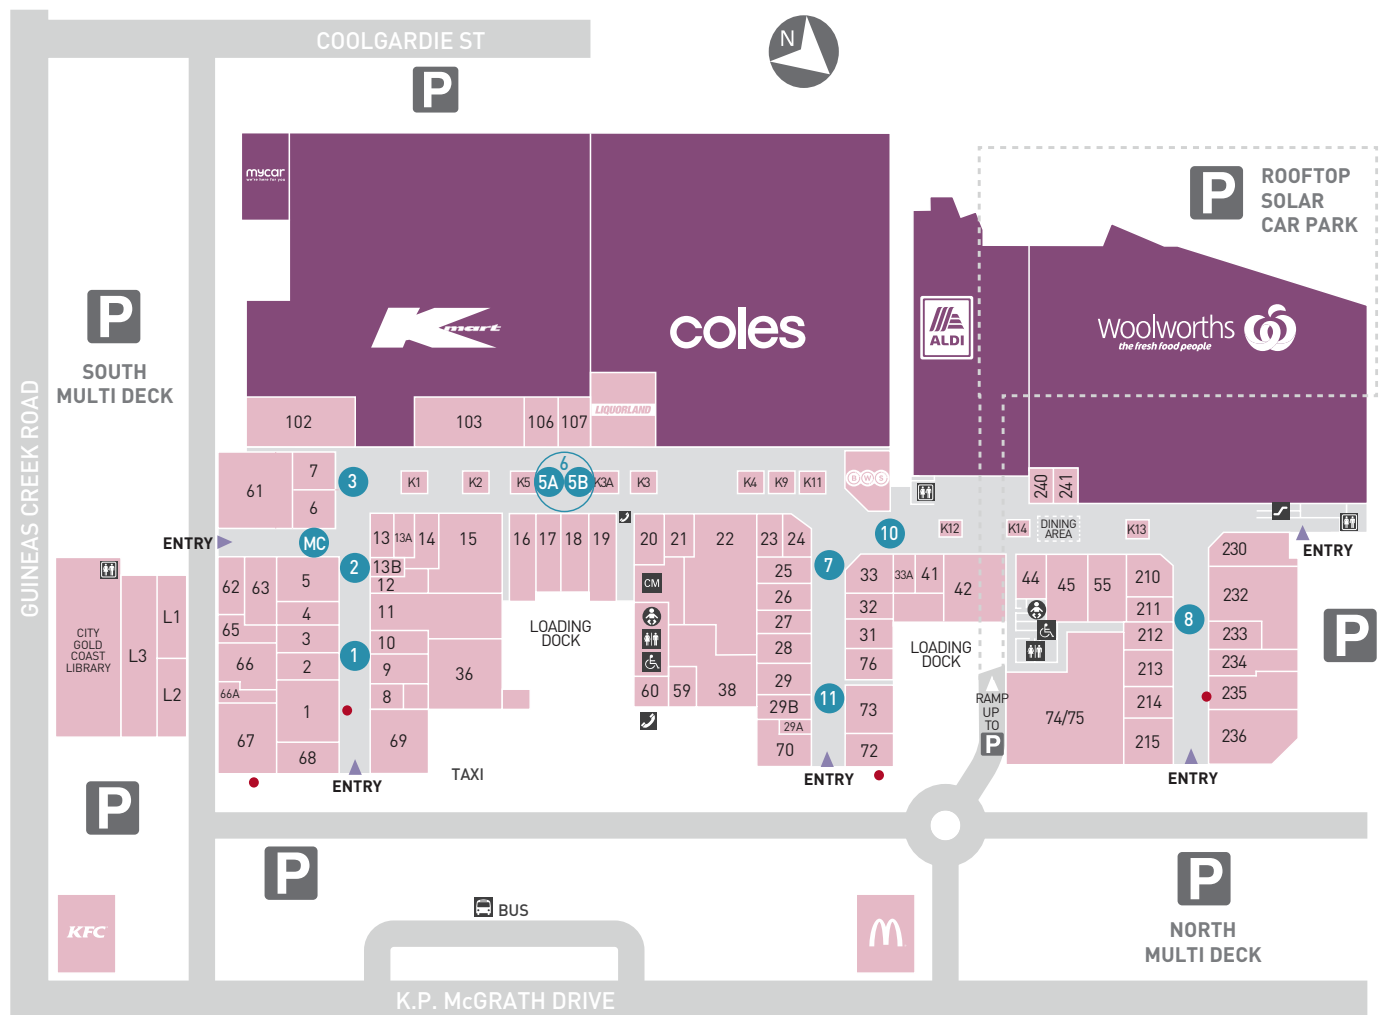 COOLGARDIE ST
P
N
mycar
we're here for you
P
ROOFTOP
SOLAR
CAR PARK
P
SOUTH
MULTI DECK
GUINEAS CREEK ROAD
Kmart
coles
ALDI
Woolworths
the fresh food people
102
103
106
107
LIQUORLAND
61
7
6
3
K1
K2
K5
6
5A
5B
K3A
K3
K4
K9
K11
BWS
240
241
ENTRY
MC
2
13
13A
14
15
13B
12
16
17
18
19
20
21
22
23
24
25
26
27
28
29
29B
29A
70
7
10
K12
K14
DINING
AREA
K13
ENTRY
230
232
233
234
235
236
CITY
GOLD
COAST
LIBRARY
L3
L1
L2
62
63
5
4
3
2
1
65
66
66A
67
68
1
11
10
9
8
36
69
LOADING
DOCK
CM
60
59
38
33
33A
41
42
32
31
76
73
72
11
LOADING
DOCK
44
45
55
210
211
212
213
214
215
8
74/75
RAMP
UP
TO
P
P
TAXI
ENTRY
ENTRY
ENTRY
P
P
P
KFC
BUS
M
NORTH
MULTI DECK
K.P. McGRATH DRIVE